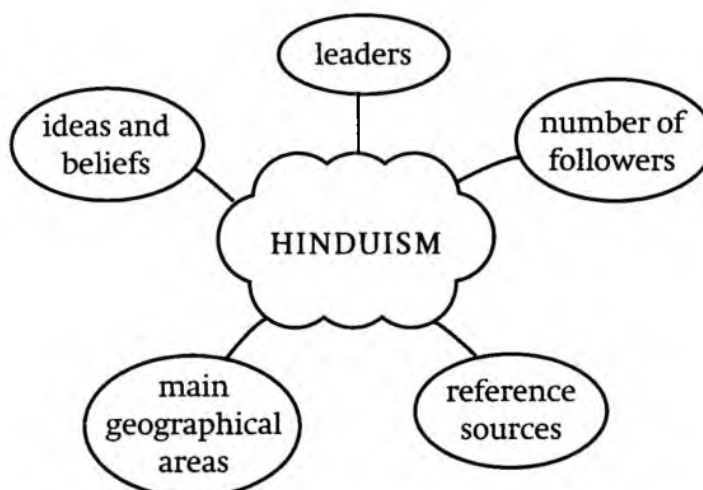 leaders
ideas and
beliefs
number of
followers
HINDUISM
main
geographical
areas
reference
sources